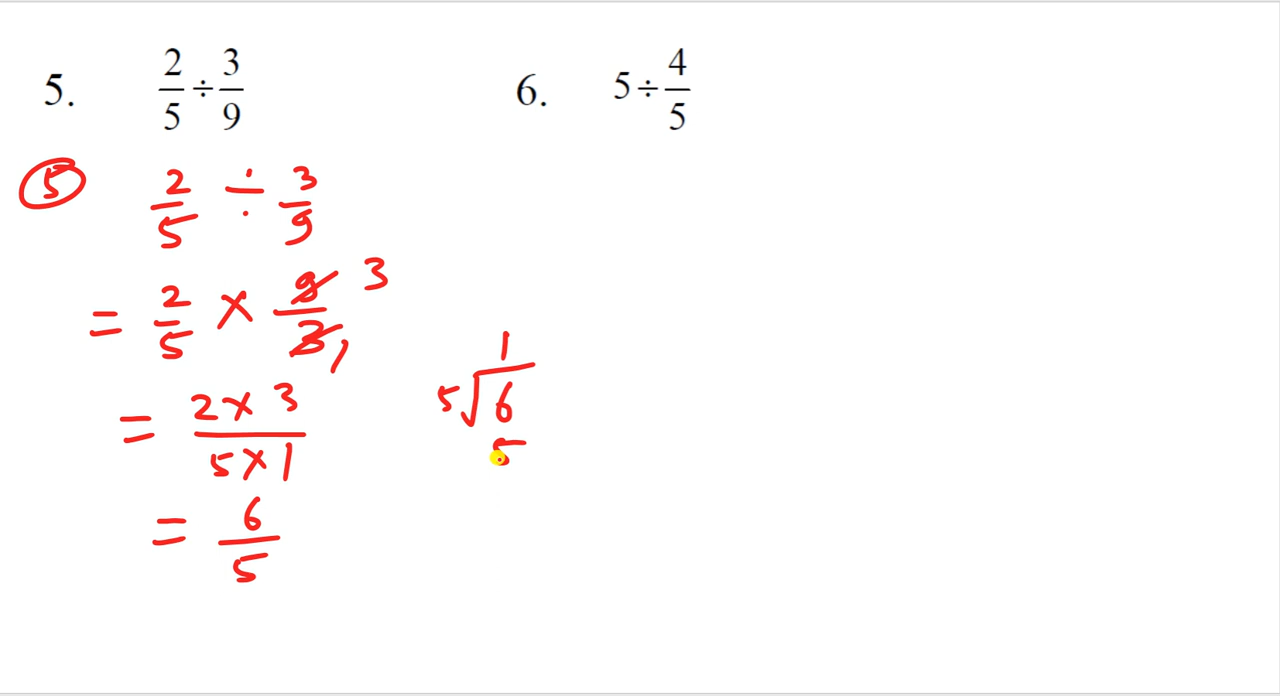 5. 2/5 ÷ 3/9
6. 5 ÷ 4/5
5 2/5 ÷ 3/9
= 2/5 × 9/3 3 1
= 2 × 3 / 5 × 1
= 6/5
1
5√6
5